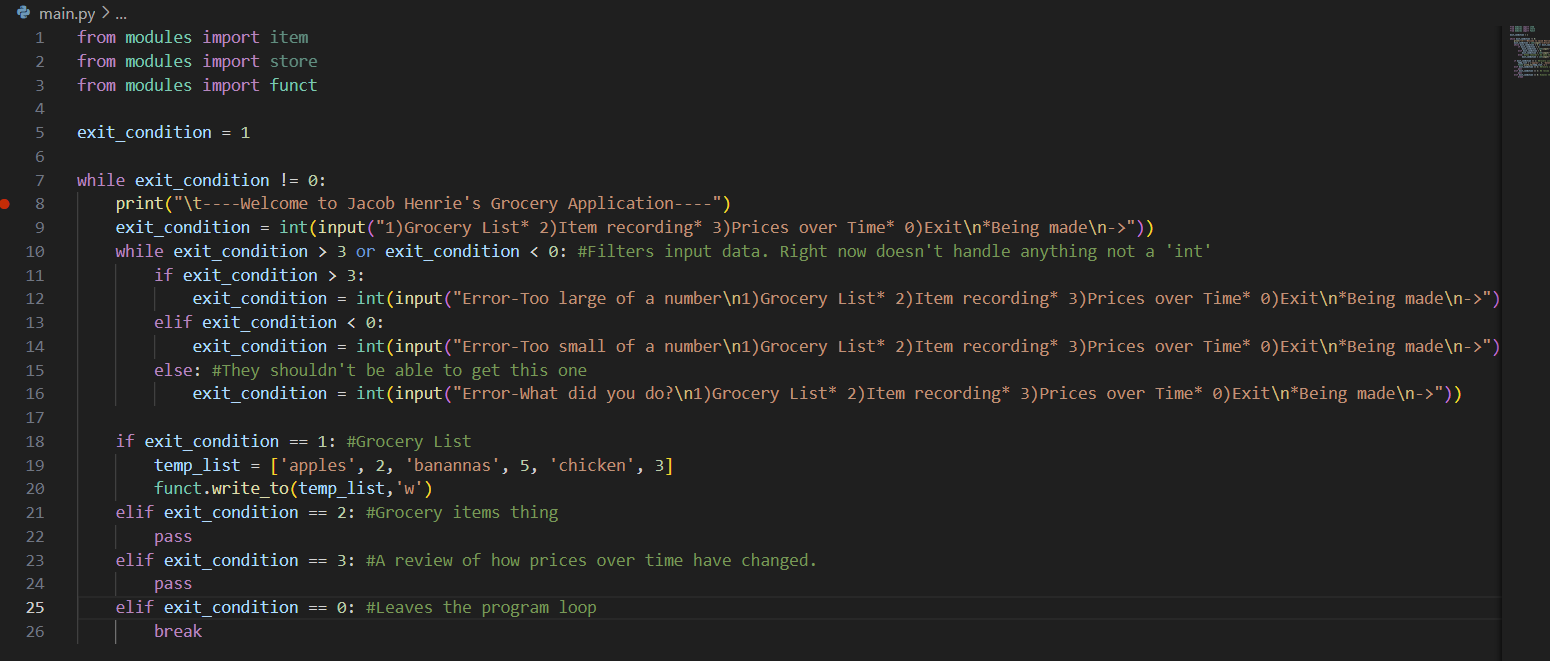 main.py > ...
1 from modules import item
2 from modules import store
3 from modules import funct
4
5 exit_condition = 1
6
7 while exit_condition != 0:
8     print("\t----Welcome to Jacob Henrie's Grocery Application----")
9     exit_condition = int(input("1)Grocery List* 2)Item recording* 3)Prices over Time* 0)Exit\n*Being made\n->"))
10     while exit_condition > 3 or exit_condition < 0: #Filters input data. Right now doesn't handle anything not a 'int'
11         if exit_condition > 3:
12             exit_condition = int(input("Error-Too large of a number\n1)Grocery List* 2)Item recording* 3)Prices over Time* 0)Exit\n*Being made\n->")
13         elif exit_condition < 0:
14             exit_condition = int(input("Error-Too small of a number\n1)Grocery List* 2)Item recording* 3)Prices over Time* 0)Exit\n*Being made\n->")
15         else: #They shouldn't be able to get this one
16             exit_condition = int(input("Error-What did you do?\n1)Grocery List* 2)Item recording* 3)Prices over Time* 0)Exit\n*Being made\n->"))
17
18     if exit_condition == 1: #Grocery List
19         temp_list = ['apples', 2, 'banannas', 5, 'chicken', 3]
20         funct.write_to(temp_list,'w')
21     elif exit_condition == 2: #Grocery items thing
22         pass
23     elif exit_condition == 3: #A review of how prices over time have changed.
24         pass
25     elif exit_condition == 0: #Leaves the program loop
26         break